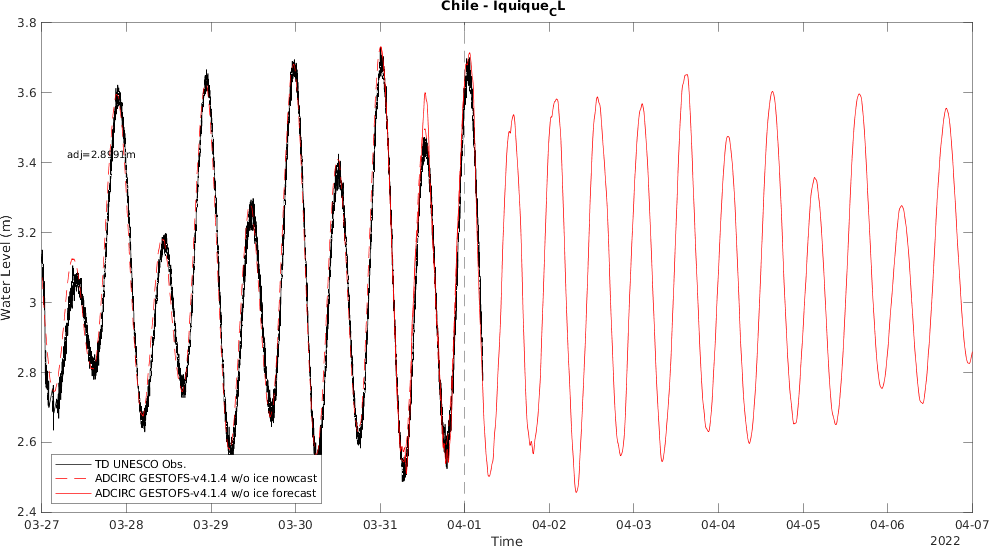 Chile - Iquique_CL
3.8
3.6
3.4
3.2
3
2.8
2.6
2.4
Water Level (m)
adj=2.8991m
TD UNESCO Obs.
ADCIRC GESTOFS-v4.1.4 w/o ice nowcast
ADCIRC GESTOFS-v4.1.4 w/o ice forecast
03-27 03-28 03-29 03-30 03-31 04-01 04-02 04-03 04-04 04-05 04-06 04-07
Time
2022